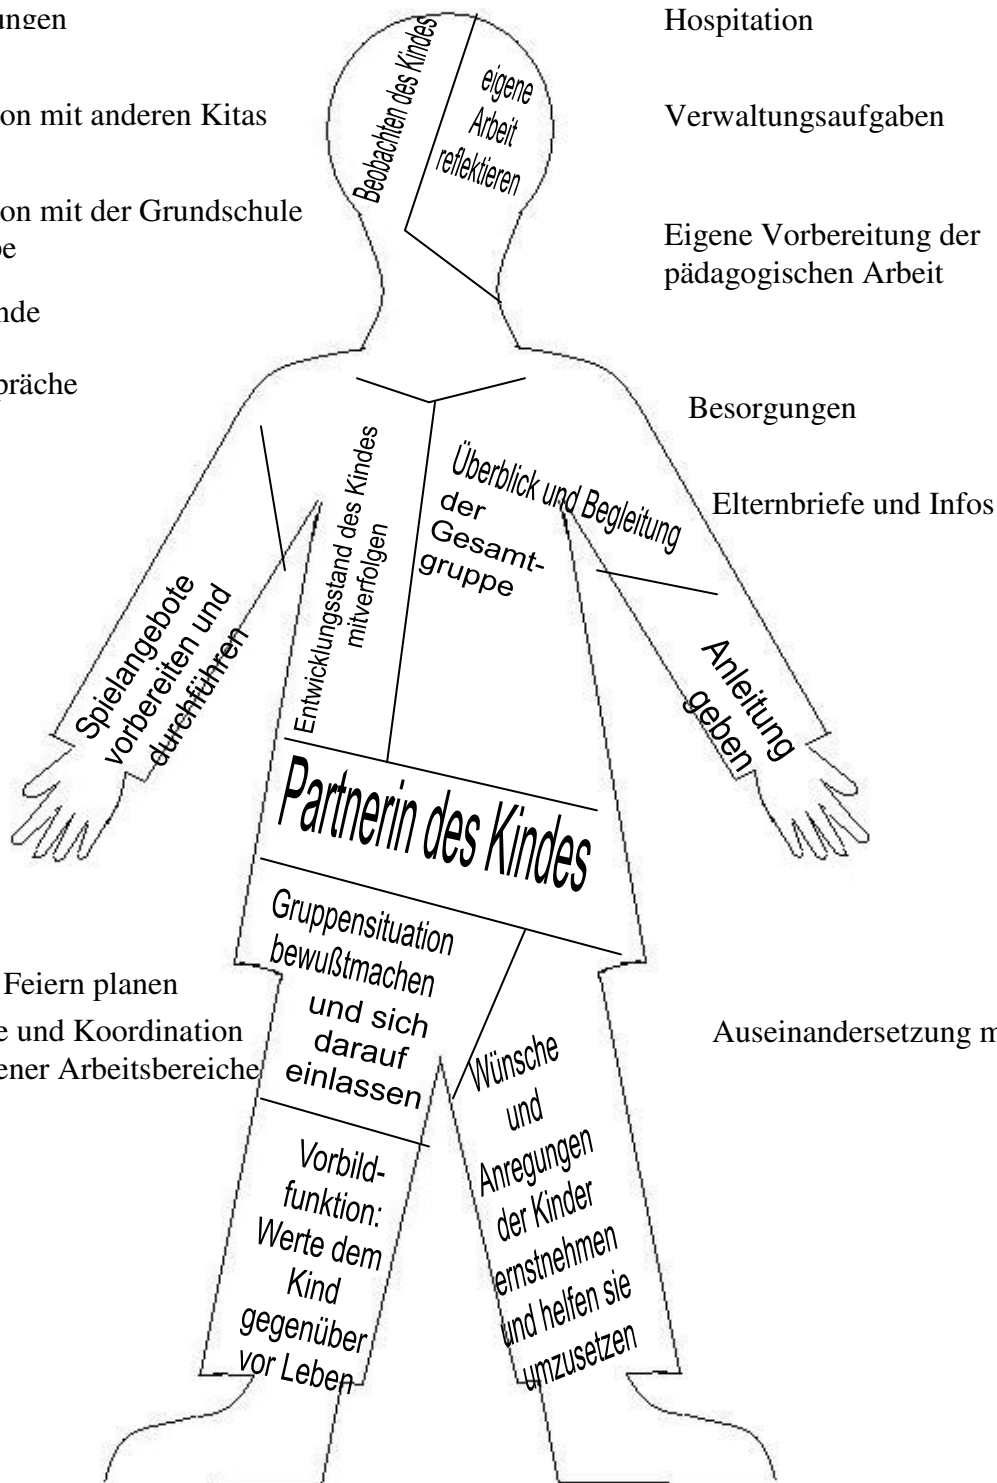 Hospitation
on mit anderen Kitas
Verwaltungsaufgaben
on mit der Grundschule
Eigene Vorbereitung der
pädagogischen Arbeit
Besorgungen
Elternbriefe und Infos
Beobachten des Kindes
eigene
Arbeit
reflektieren
Entwicklungsstand des Kindes
mitverfolgen
Überblick und Begleitung
der
Gesamt-
gruppe
Spielangebote
vorbereiten und
durchführen
Anleitung
geben
Partnerin des Kindes
Gruppensituation
bewußtmachen
und sich
darauf
einlassen
Feiern planen
und Koordination
Arbeitsbereiche
Auseinandersetzung
Wünsche
und
Anregungen
der Kinder
ernstnehmen
und helfen sie
umzusetzen
Vorbild-
funktion:
Werte dem
Kind
gegenüber
vor Leben